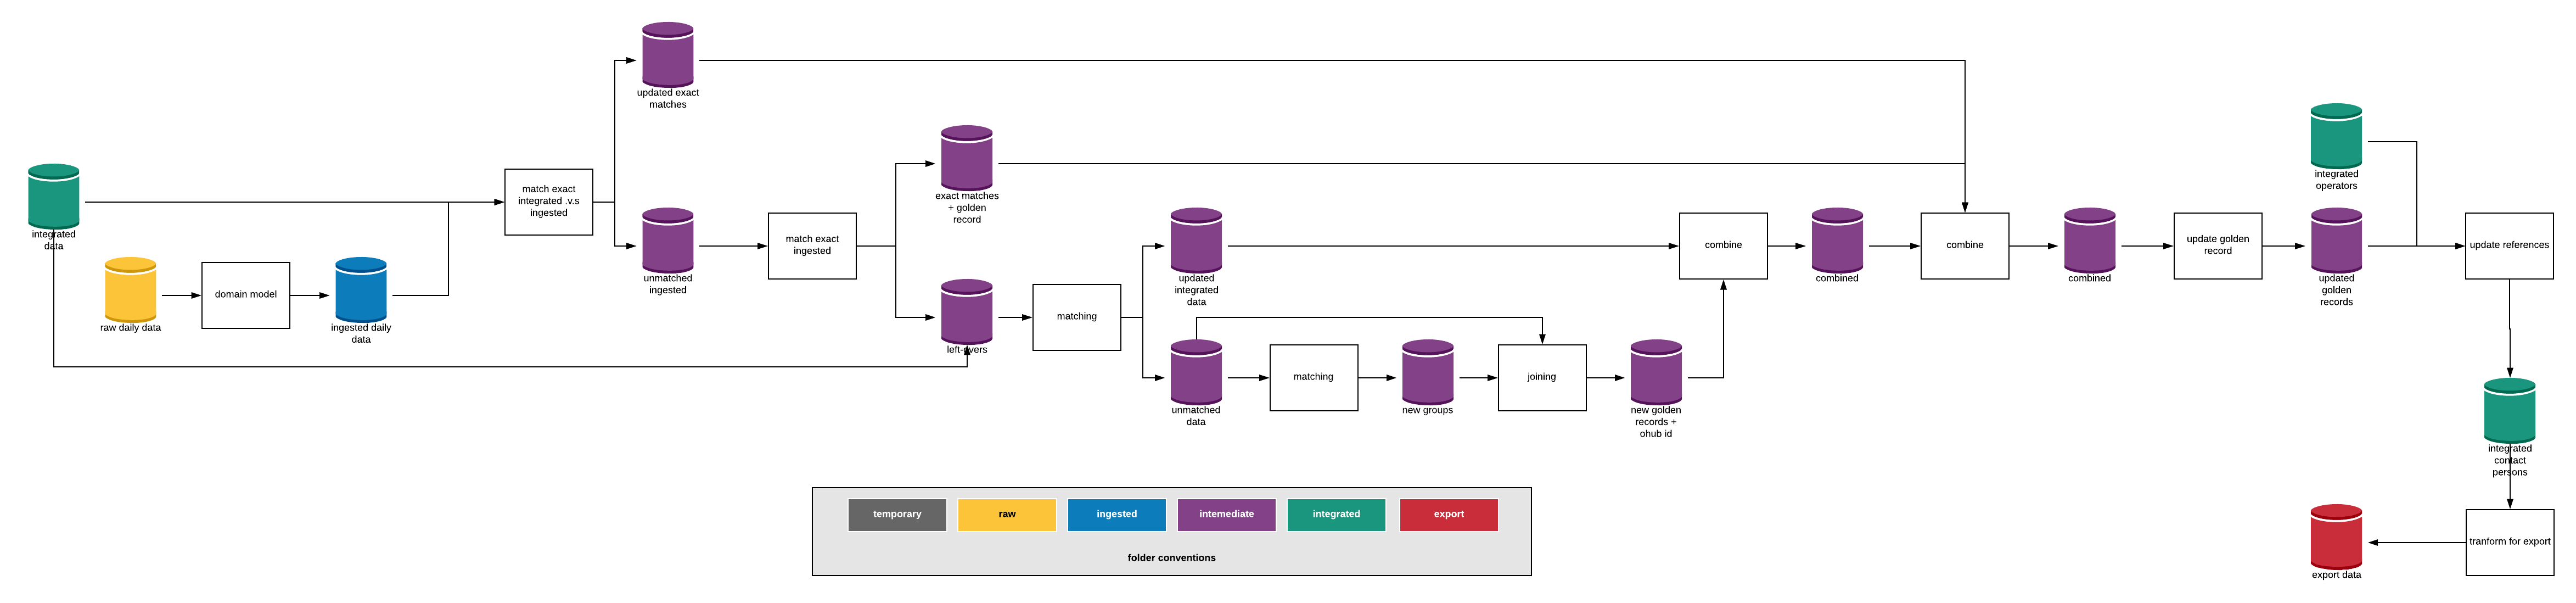 updated exact
matches
integrated
data
raw daily data
domain model
ingested daily
data
match exact
integrated .v.s
ingested
unmatched
ingested
match exact
ingested
exact matches
+ golden
record
left-overs
matching
updated
integrated
data
unmatched
data
matching
new groups
joining
new golden
records +
ohub id
combine
combined
combine
combined
update golden
record
integrated
operators
updated
golden
records
update references
integrated
contact
persons
tranform for export
export data
temporary
raw
ingested
intemediate
integrated
export
folder conventions